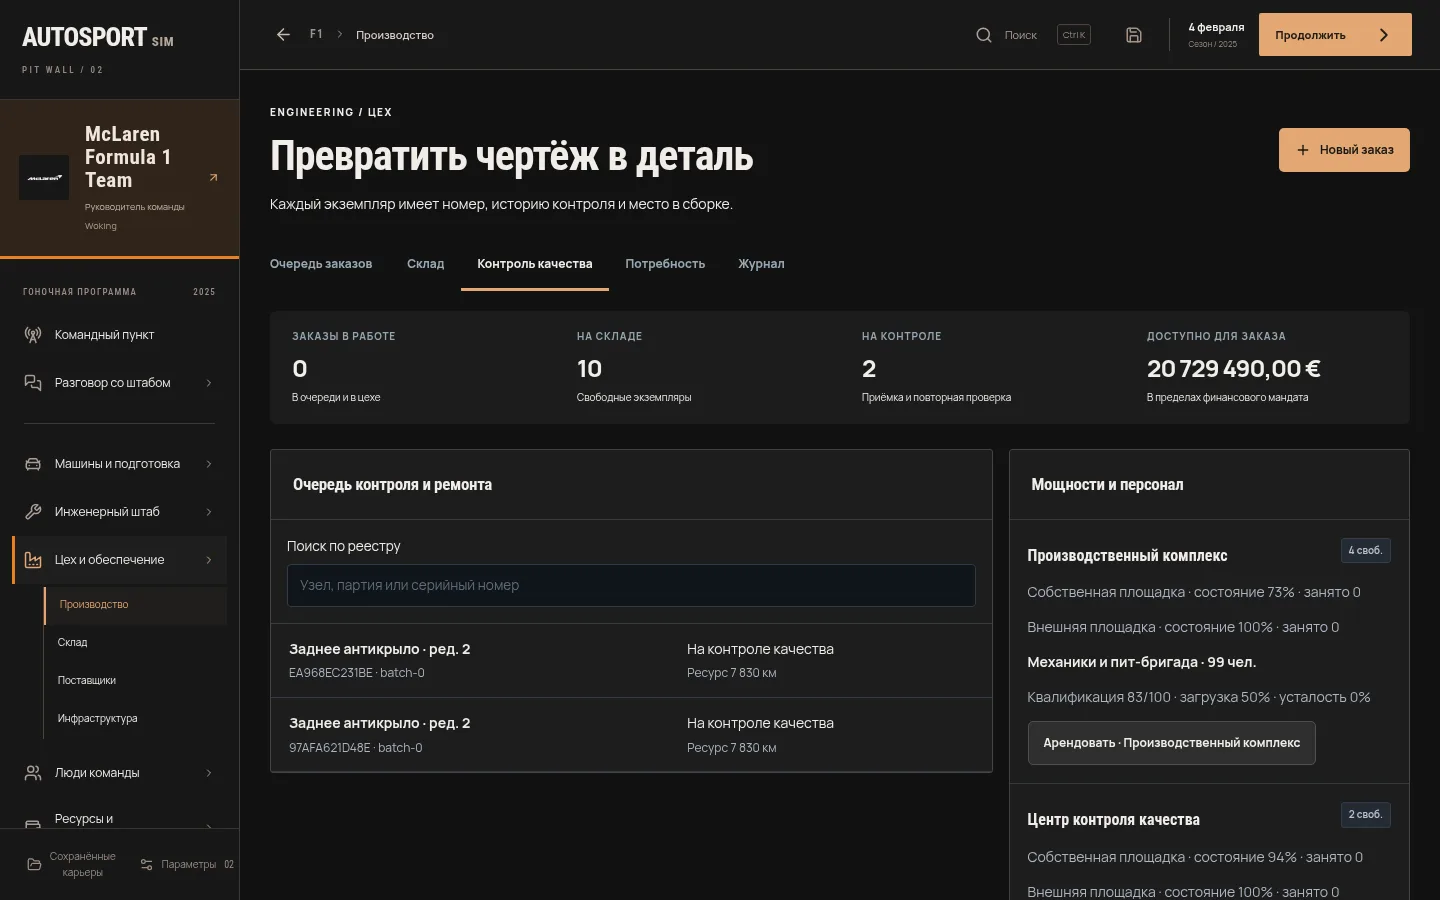 AUTOSPORT SIM
PIT WALL / 02
McLaren
McLaren
Formula 1
Team
Руководитель команды
Woking
ГОНОЧНАЯ ПРОГРАММА 2025
Командный пункт
Разговор со штабом
Машины и подготовка
Инженерный штаб
Цех и обеспечение
Производство
Склад
Поставщики
Инфраструктура
Люди команды
Ресурсы и
Сохранённые
карьеры
Параметры 02
F1 > Производство
Поиск Ctrl K
4 февраля
Сезон / 2025
Продолжить
ENGINEERING / ЦЕХ
Превратить чертёж в деталь
Каждый экземпляр имеет номер, историю контроля и место в сборке.
+ Новый заказ
Очередь заказов Склад Контроль качества Потребность Журнал
ЗАКАЗЫ В РАБОТЕ
0
В очереди и в цехе
НА СКЛАДЕ
10
Свободные экземпляры
НА КОНТРОЛЕ
2
Приёмка и повторная проверка
ДОСТУПНО ДЛЯ ЗАКАЗА
20 729 490,00 €
В пределах финансового мандата
Очередь контроля и ремонта
Поиск по реестру
Узел, партия или серийный номер
Заднее антикрыло · ред. 2 На контроле качества
EA968EC231BE · batch-0 Ресурс 7 830 км
Заднее антикрыло · ред. 2 На контроле качества
97AFA621D48E · batch-0 Ресурс 7 830 км
Мощности и персонал
Производственный комплекс 4 своб.
Собственная площадка · состояние 73% · занято 0
Внешняя площадка · состояние 100% · занято 0
Механики и пит-бригада · 99 чел.
Квалификация 83/100 · загрузка 50% · усталость 0%
Арендовать · Производственный комплекс
Центр контроля качества 2 своб.
Собственная площадка · состояние 94% · занято 0
Внешняя площадка · состояние 100% · занято 0